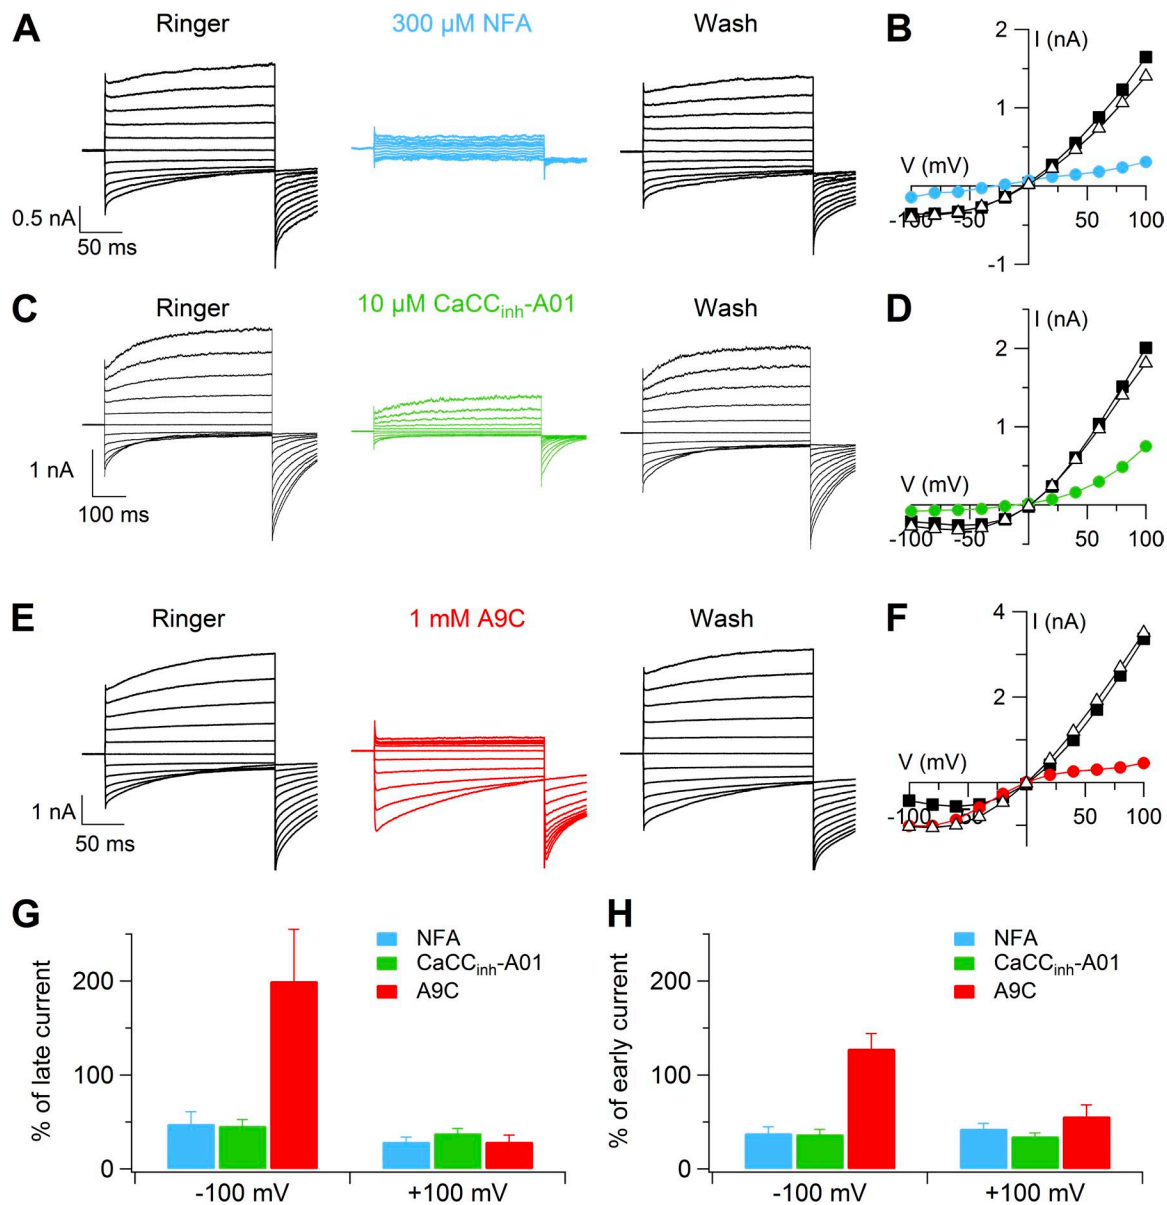 A
Ringer
300 µM NFA
Wash
0.5 nA
50 ms
B
2
I (nA)
1
V (mV)
-100
-50
50
100
-1
C
Ringer
10 µM CaCCinh-A01
Wash
1 nA
100 ms
D
I (nA)
2
1
V (mV)
-100
-50
50
100
E
Ringer
1 mM A9C
Wash
1 nA
50 ms
F
4
I (nA)
2
V (mV)
-100
-50
50
100
G
% of late current
200
100
0
NFA
CaCCinh-A01
A9C
-100 mV
+100 mV
H
% of early current
200
100
0
NFA
CaCCinh-A01
A9C
-100 mV
+100 mV